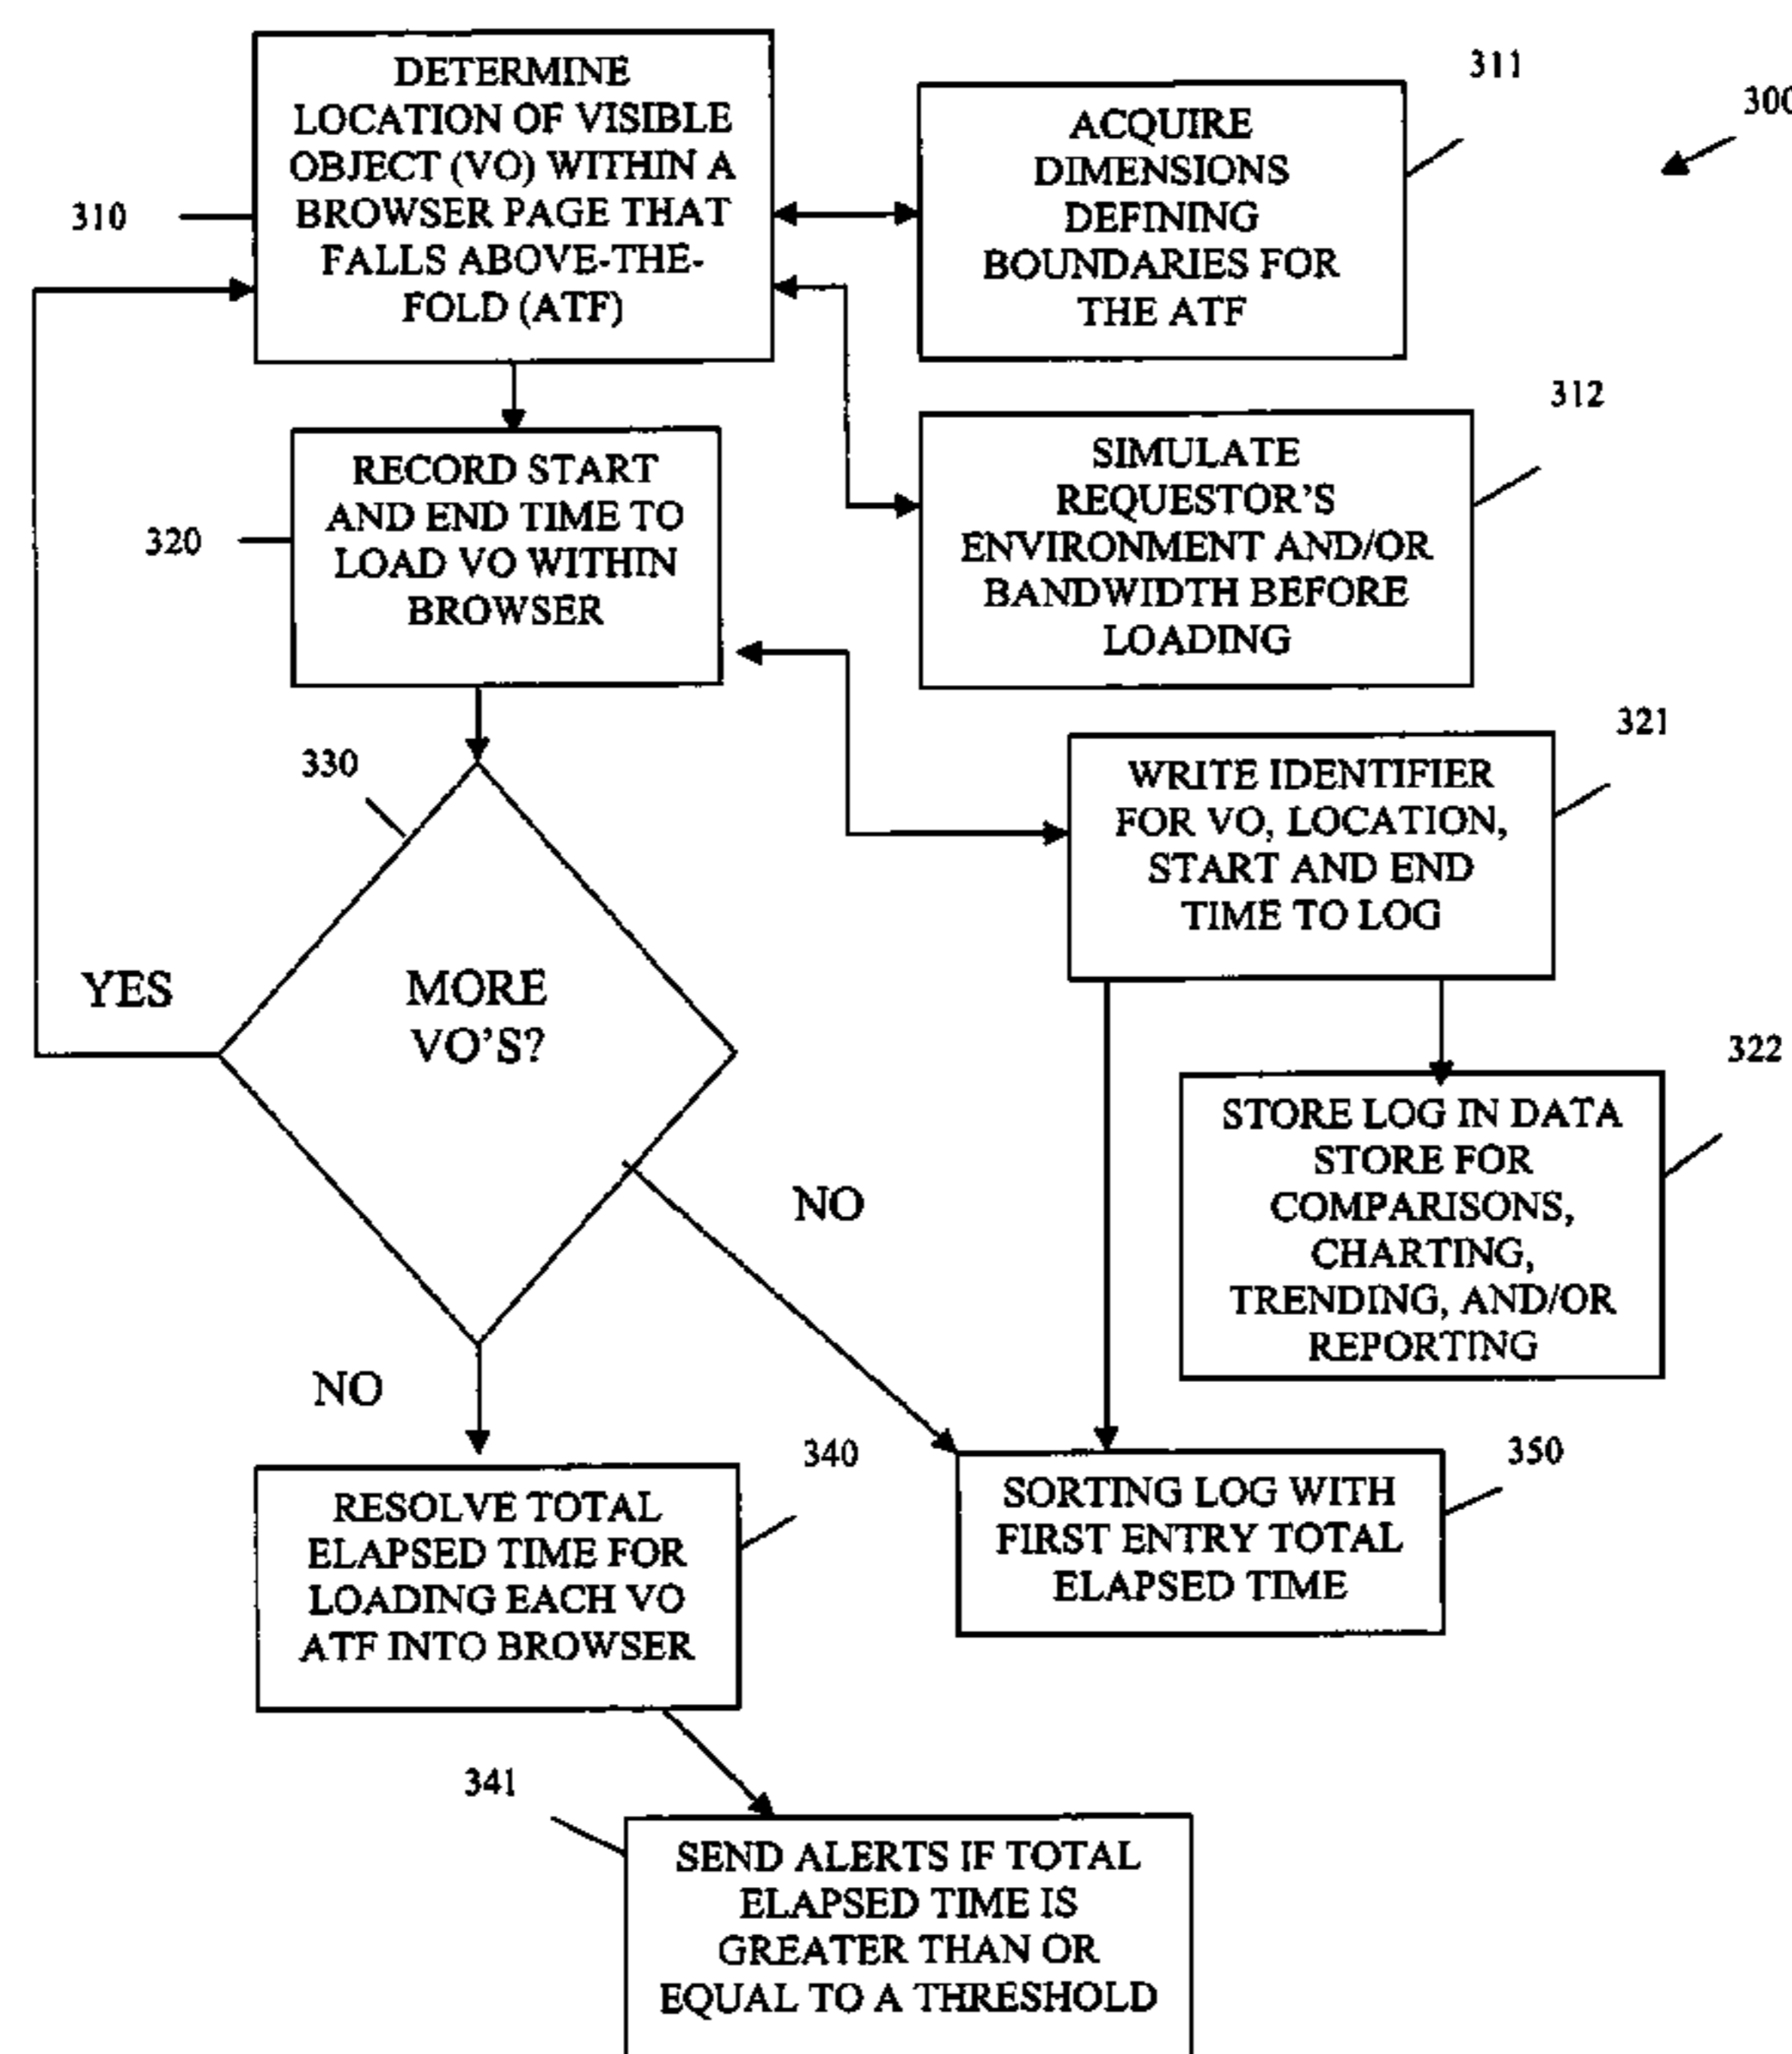 DETERMINE
LOCATION OF VISIBLE
OBJECT (VO) WITHIN A
BROWSER PAGE THAT
FALLS ABOVE-THE-
FOLD (ATF)
310
ACQUIRE
DIMENSIONS
DEFINING
BOUNDARIES FOR
THE ATF
311
300
SIMULATE
REQUESTOR'S
ENVIRONMENT AND/OR
BANDWIDTH BEFORE
LOADING
312
RECORD START
AND END TIME TO
LOAD VO WITHIN
BROWSER
320
WRITE IDENTIFIER
FOR VO, LOCATION,
START AND END
TIME TO LOG
321
330
MORE
VO'S?
YES
NO
NO
STORE LOG IN DATA
STORE FOR
COMPARISONS,
CHARTING,
TRENDING, AND/OR
REPORTING
322
RESOLVE TOTAL
ELAPSED TIME FOR
LOADING EACH VO
ATF INTO BROWSER
340
SORTING LOG WITH
FIRST ENTRY TOTAL
ELAPSED TIME
350
341
SEND ALERTS IF TOTAL
ELAPSED TIME IS
GREATER THAN OR
EQUAL TO A THRESHOLD